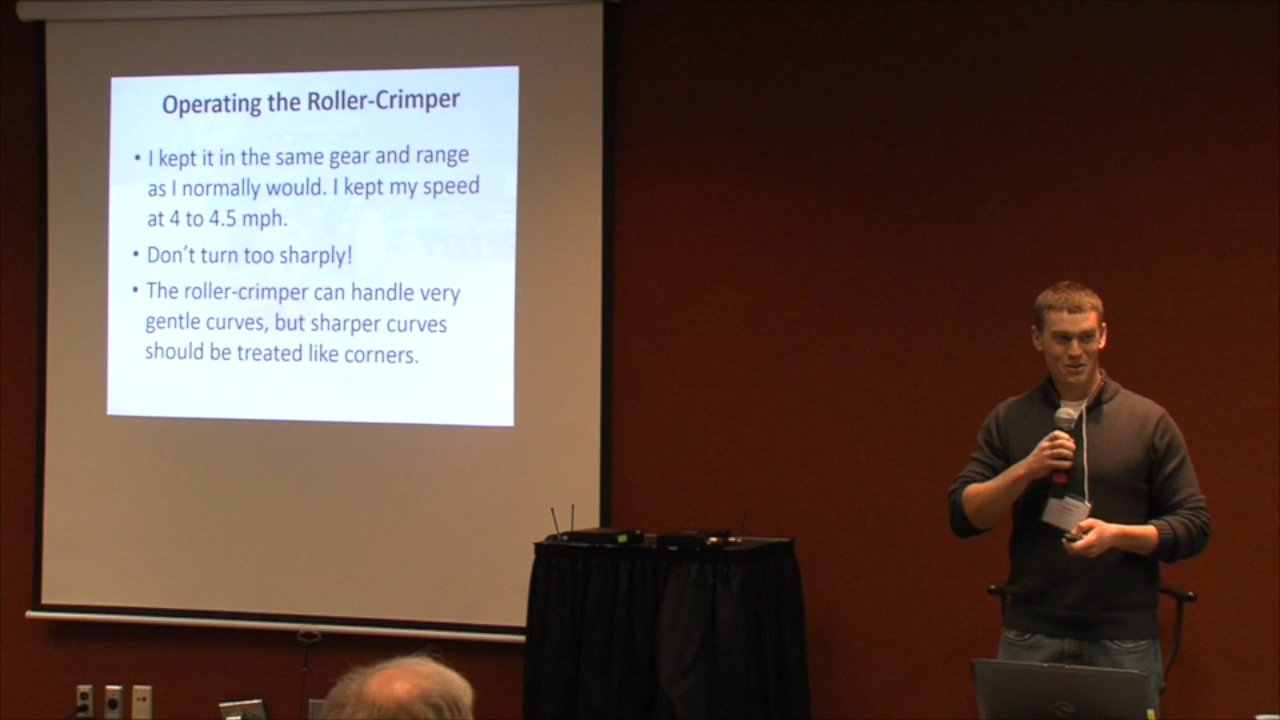 Operating the Roller-Crimper
• I kept it in the same gear and range
as I normally would. I kept my speed
at 4 to 4.5 mph.
• Don't turn too sharply!
• The roller-crimper can handle very
gentle curves, but sharper curves
should be treated like corners.